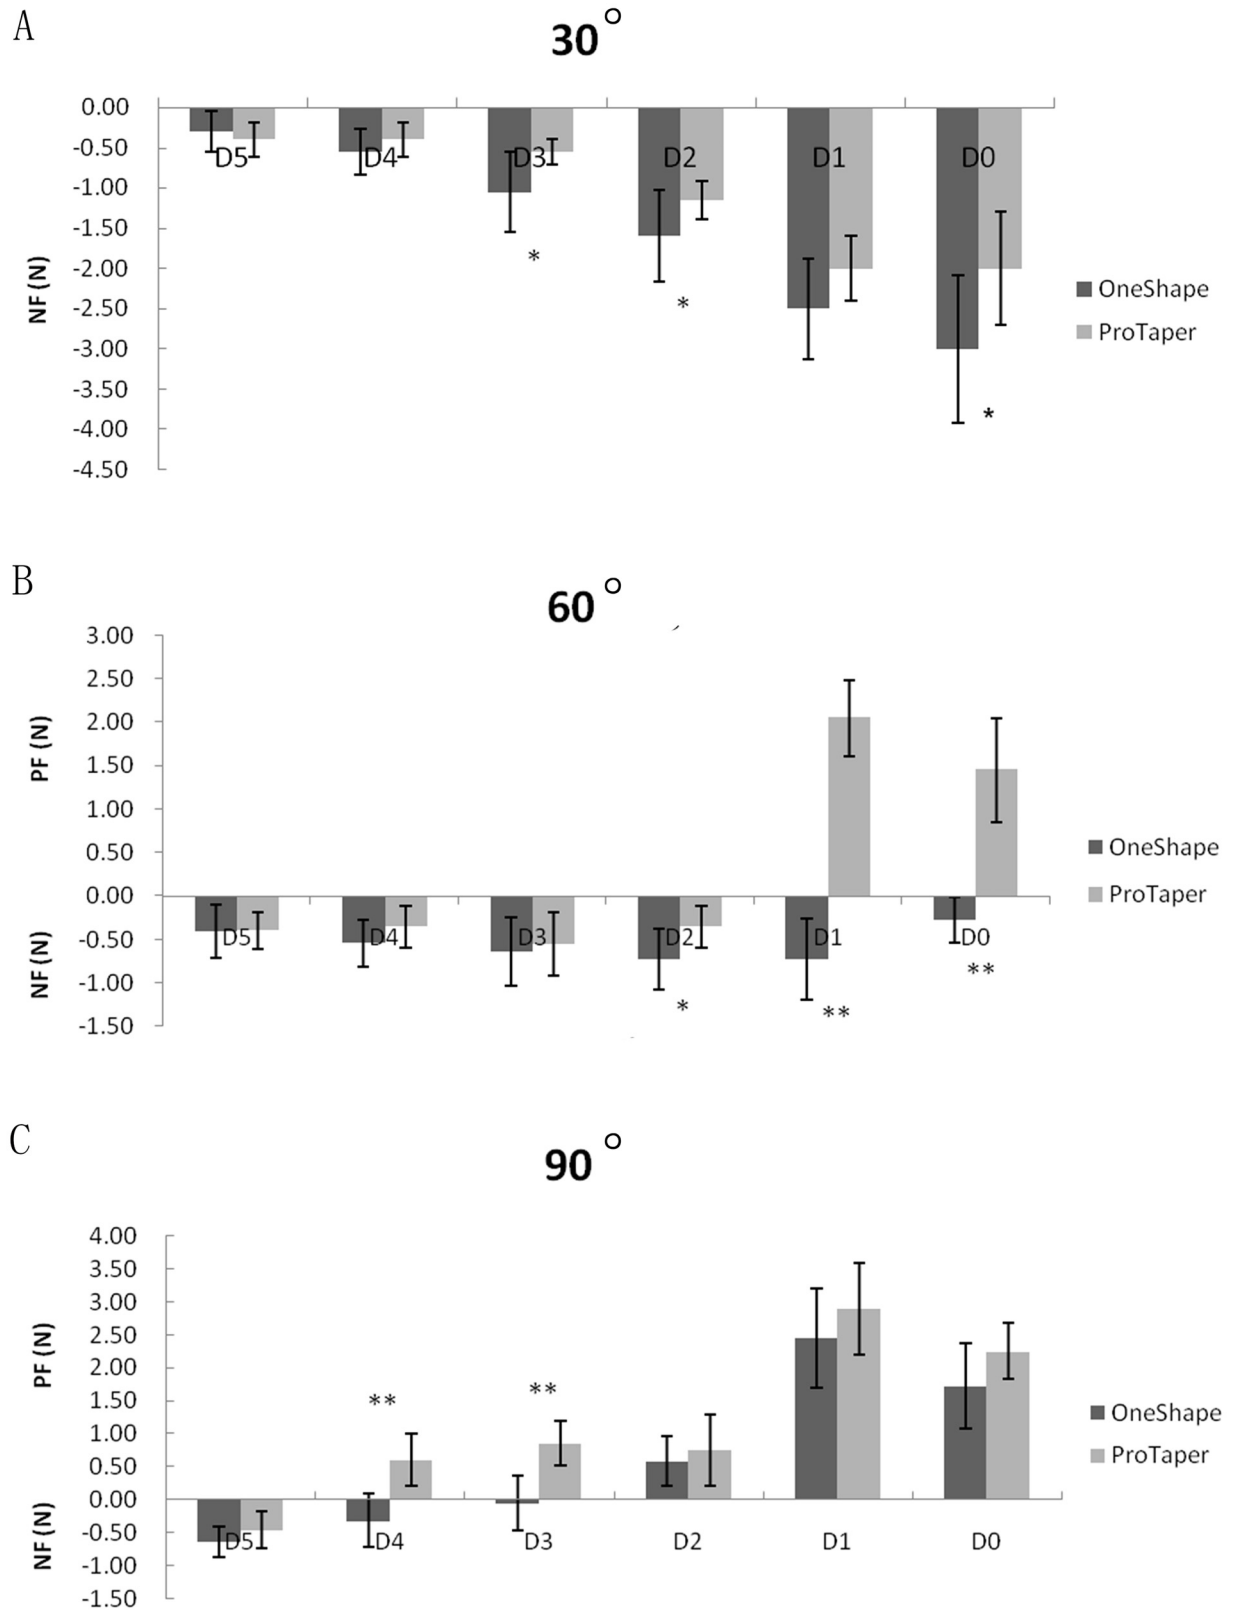 A
30°
0.00
-0.50
-1.00
-1.50
-2.00
-2.50
-3.00
-3.50
-4.00
-4.50
NF (N)
D5 D4 D3 D2 D1 D0
*
*
*
OneShape
ProTaper
B
60°
3.00
2.50
2.00
1.50
1.00
0.50
0.00
-0.50
-1.00
-1.50
PF (N)
NF (N)
D5 D4 D3 D2 D1 D0
*
**
**
OneShape
ProTaper
C
90°
4.00
3.50
3.00
2.50
2.00
1.50
1.00
0.50
0.00
-0.50
-1.00
-1.50
PF (N)
NF (N)
**
**
D5 D4 D3 D2 D1 D0
OneShape
ProTaper